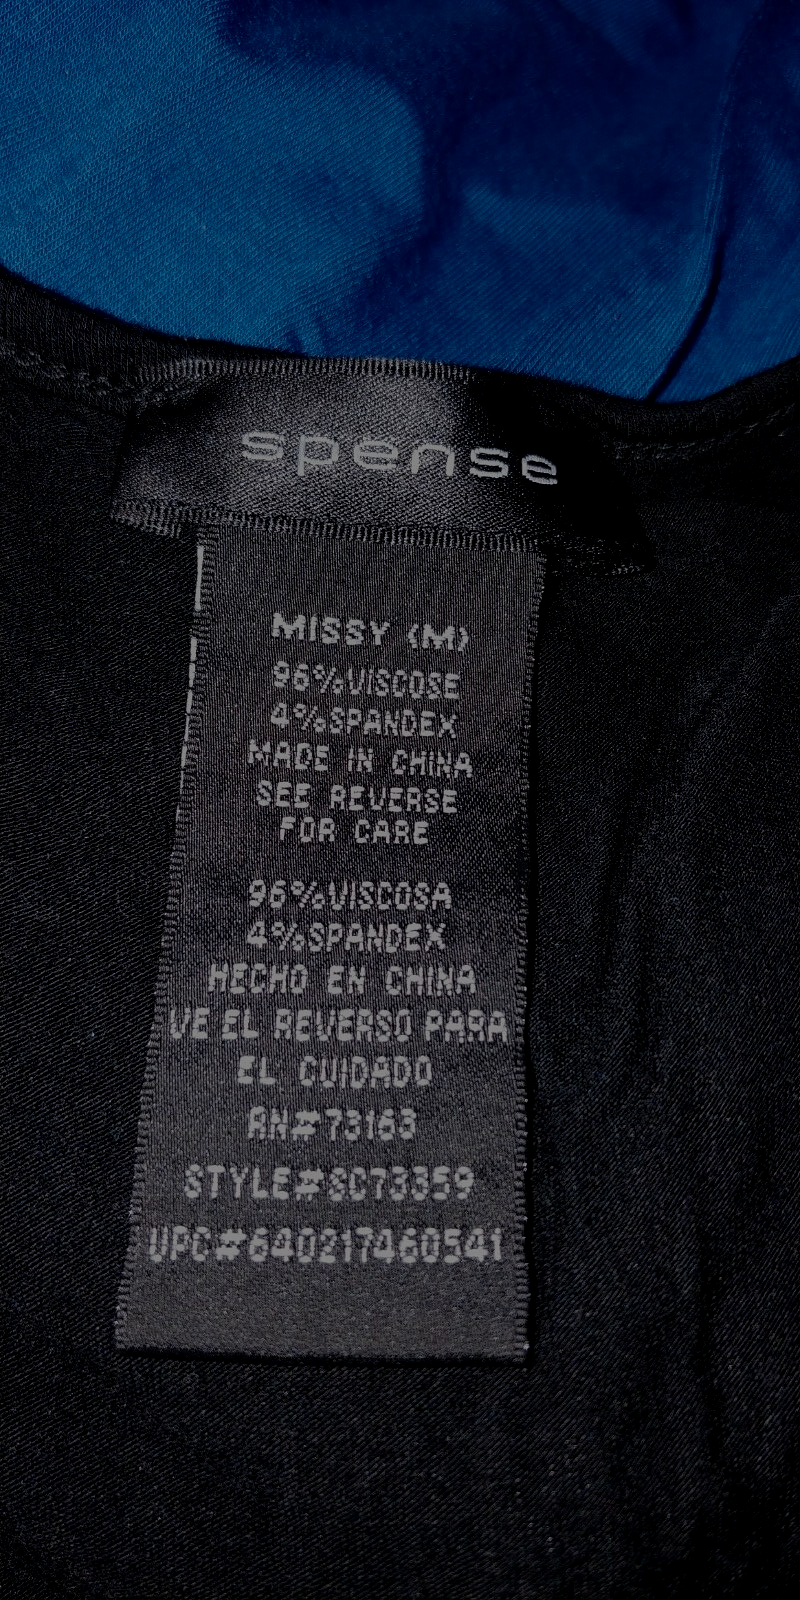 spense
MISSY (M)
96%VISCOSE
4%SPANDEX
MADE IN CHINA
SEE REVERSE
FOR CARE
96%VISCOSA
4%SPANDEX
HECHO EN CHINA
VE EL REVERSO PARA
EL CUIDADO
RN#73163
STYLE#SC73359
UPC#640217460541